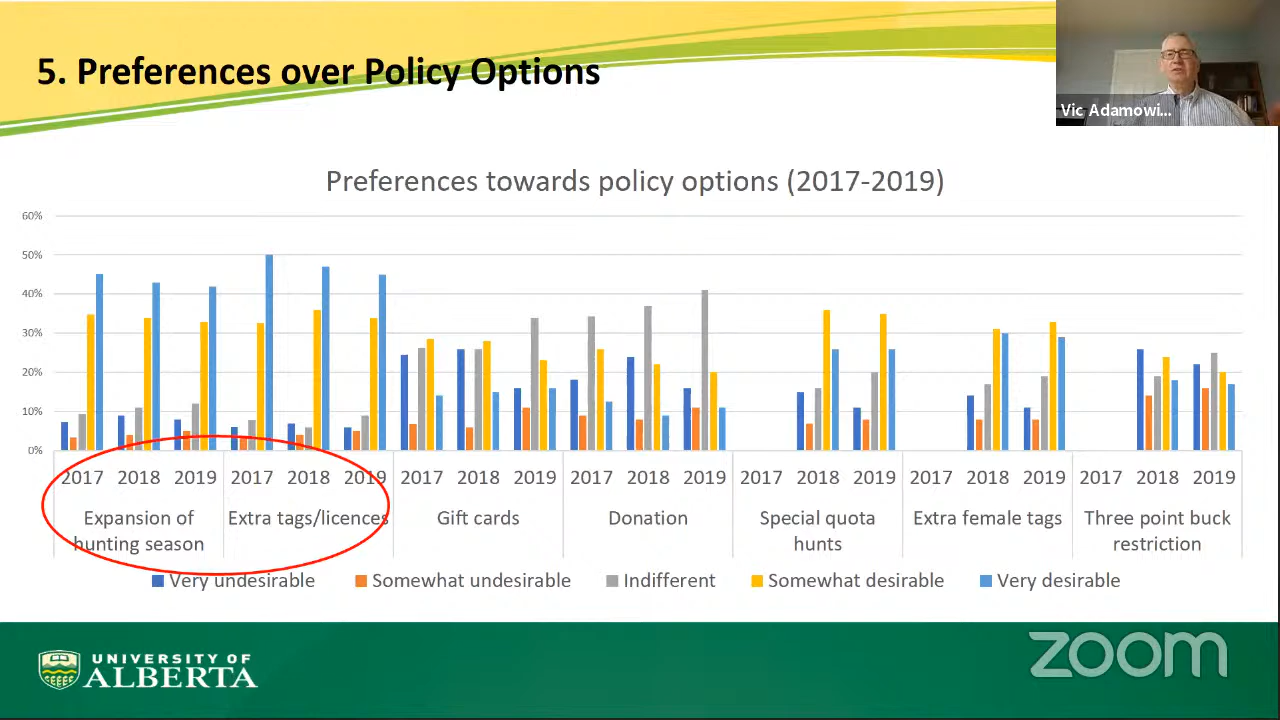 5. Preferences over Policy Options
Vic Adamowi...
Preferences towards policy options (2017-2019)
60%
50%
40%
30%
20%
10%
0%
2017 2018 2019 2017 2018 2019 2017 2018 2019 2017 2018 2019 2017 2018 2019 2017 2018 2019 2017 2018 2019
Expansion of Extra tags/licences Gift cards Donation Special quota Extra female tags Three point buck
hunting season hunts restriction
Very undesirable Somewhat undesirable Indifferent Somewhat desirable Very desirable
UNIVERSITY OF
ALBERTA
zoom